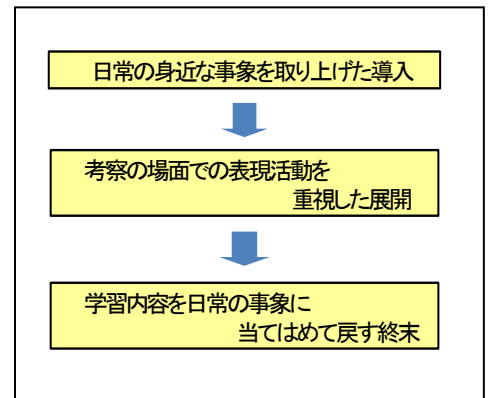 日常の身近な事象を取り上げた導入
考察の場面での表現活動を
重視した展開
学習内容を日常の事象に
当てはめて戻す終末